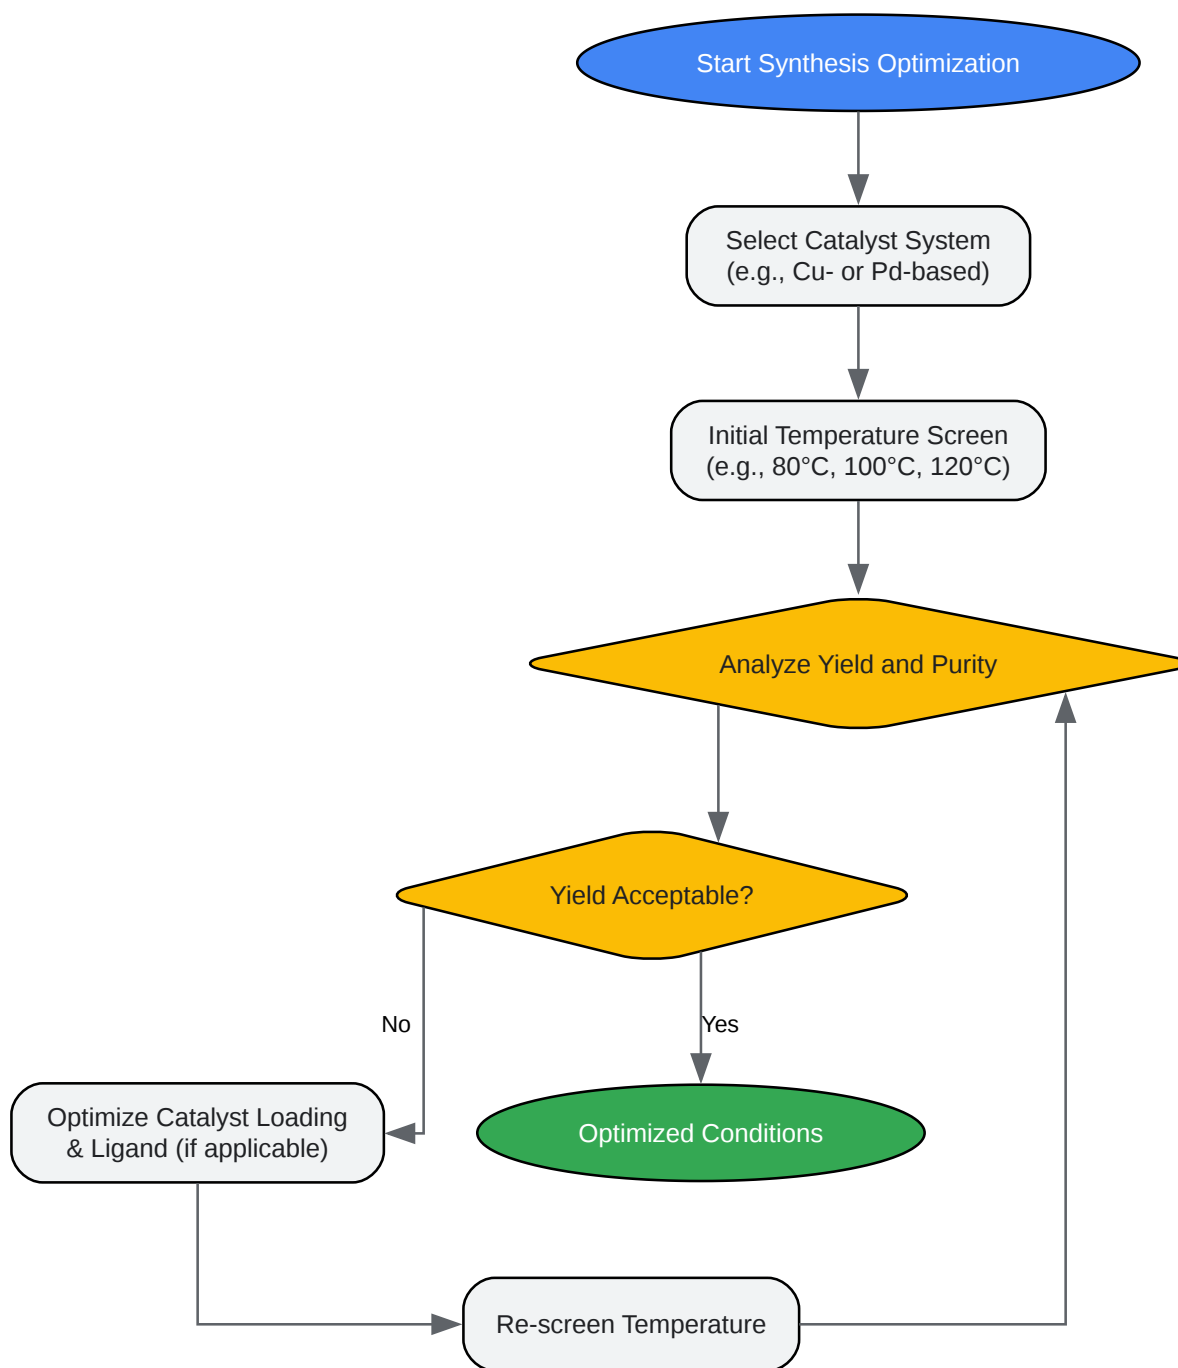 Start Synthesis Optimization
Select Catalyst System
(e.g., Cu- or Pd-based)
Initial Temperature Screen
(e.g., 80°C, 100°C, 120°C)
Analyze Yield and Purity
Yield Acceptable?
No
Yes
Optimize Catalyst Loading
& Ligand (if applicable)
Optimized Conditions
Re-screen Temperature